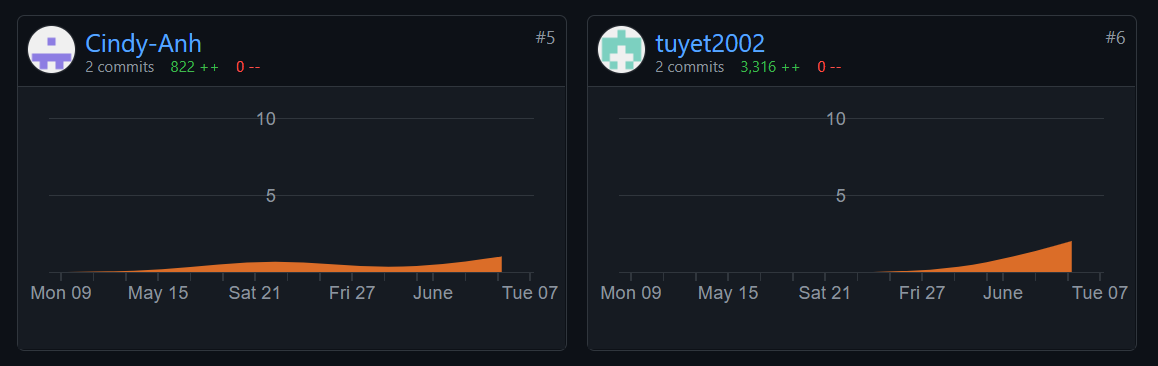 Cindy-Anh
#5
2 commits 822 ++ 0 --
10
5
Mon 09 May 15 Sat 21 Fri 27 June Tue 07
tuyet2002
#6
2 commits 3,316 ++ 0 --
10
5
Mon 09 May 15 Sat 21 Fri 27 June Tue 07